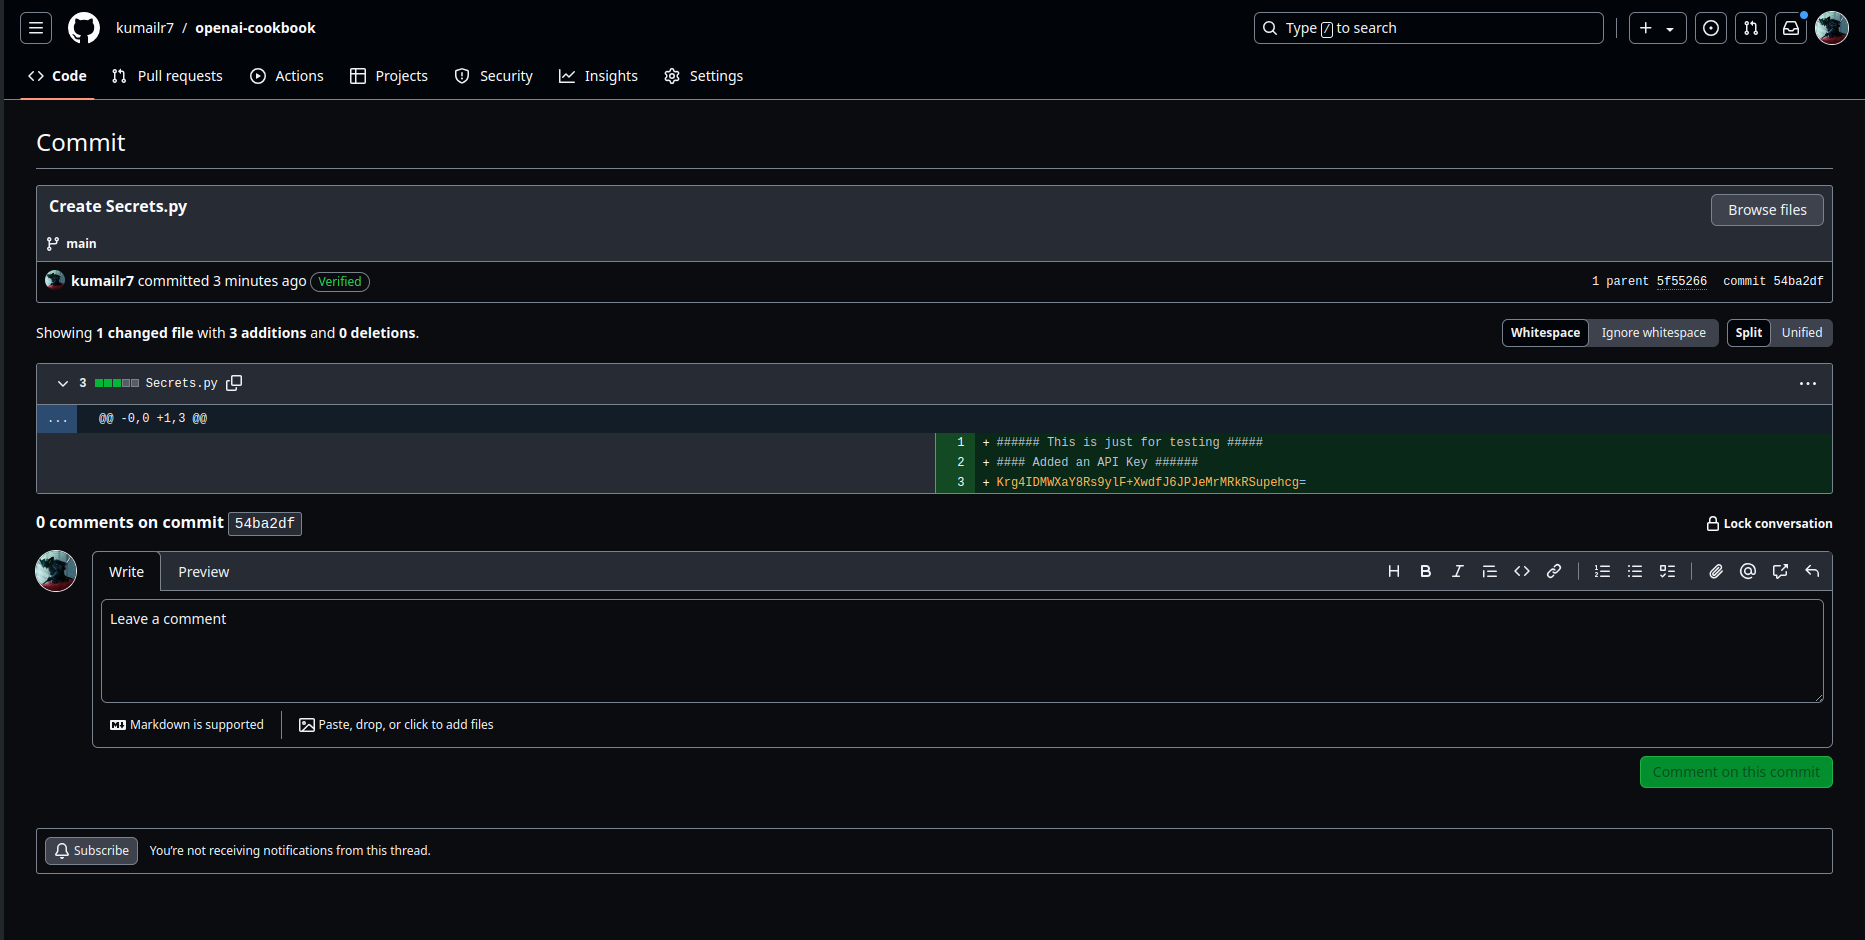 kumailr7 / openai-cookbook
Type / to search
Code Pull requests Actions Projects Security Insights Settings
Commit
Create Secrets.py
Browse files
main
kumailr7 committed 3 minutes ago Verified
1 parent 5f55266 commit 54ba2df
Showing 1 changed file with 3 additions and 0 deletions.
Whitespace Ignore whitespace Split Unified
3 Secrets.py
... @@ -0,0 +1,3 @@
1 + ###### This is just for testing #####
2 + #### Added an API Key ######
3 + Krg4IDMWXaY8Rs9ylF+XwdfJ6JPJeMrMRkRSupehcg=
0 comments on commit 54ba2df
Lock conversation
Write Preview
Leave a comment
Markdown is supported
Paste, drop, or click to add files
Comment on this commit
Subscribe You're not receiving notifications from this thread.